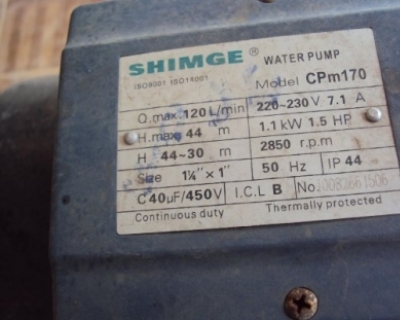 SHIMGE ® WATER PUMP
ISO9001 ISO14001 Model CPm170
Q.max 120 L/min 220~230 V 7.1 A
H.max 44 m 1.1 kW 1.5 HP
H 44~30 m 2850 r.p.m
Size 1¼"×1" 50 Hz IP 44
C 40μF/450V I.C.L B No.
Continuous duty Thermally protected